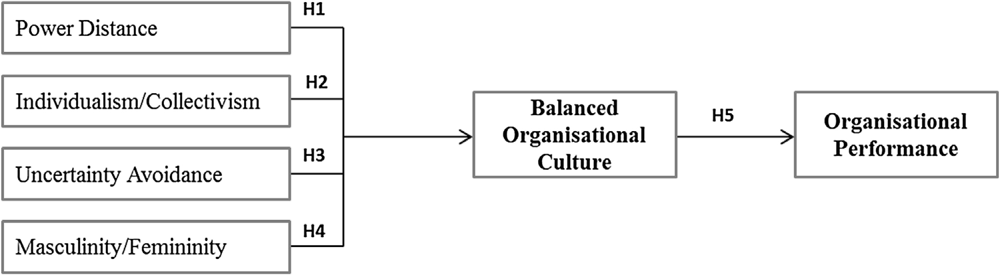 H1
Power Distance
H2
Individualism/Collectivism
H3
Uncertainty Avoidance
H4
Masculinity/Femininity
Balanced
Organisational
Culture
H5
Organisational
Performance